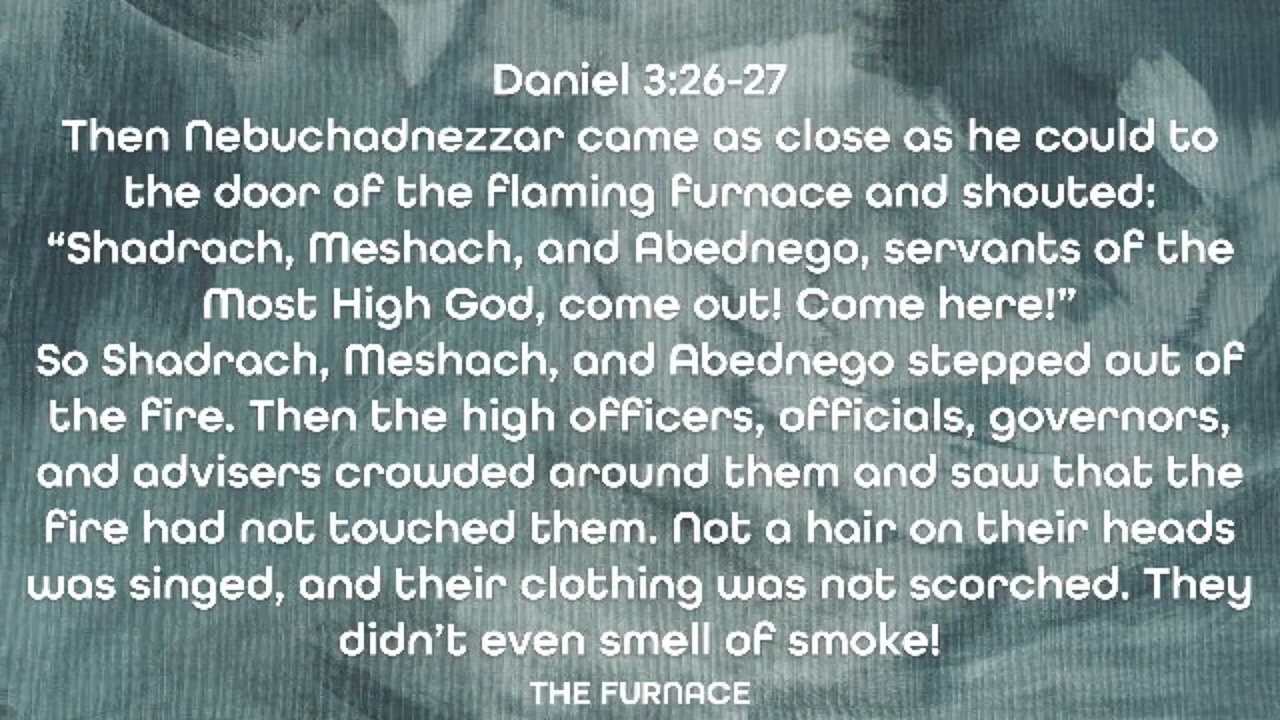 Daniel 3:26-27
Then Nebuchadnezzar came as close as he could to
the door of the flaming furnace and shouted:
“Shadrach, Meshach, and Abednego, servants of the
Most High God, come out! Come here!”
So Shadrach, Meshach, and Abednego stepped out of
the fire. Then the high officers, officials, governors,
and advisers crowded around them and saw that the
fire had not touched them. Not a hair on their heads
was singed, and their clothing was not scorched. They
didn’t even smell of smoke!
THE FURNACE